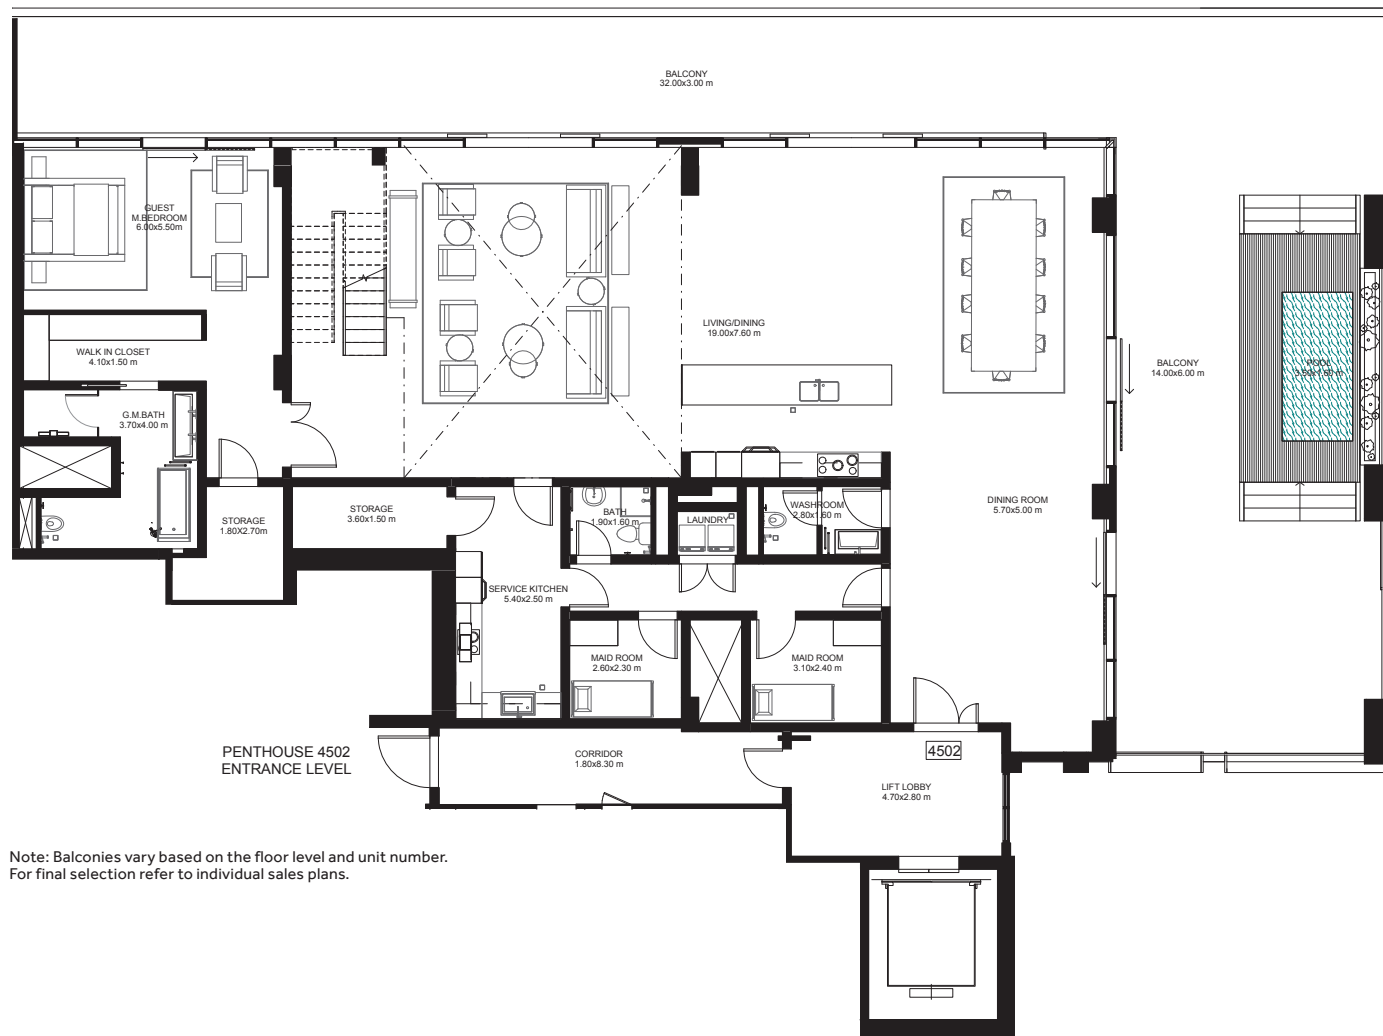 BALCONY
32.00x3.00 m
GUEST
M.BEDROOM
6.00x5.50m
LIVING/DINING
19.00x7.60 m
WALK IN CLOSET
4.10x1.50 m
BALCONY
14.00x6.00 m
POOL
G.M.BATH
3.70x4.00 m
STORAGE
1.80X2.70m
STORAGE
3.60x1.50 m
BATH
1.90x1.60 m
LAUNDRY
WASHROOM
2.80x1.60 m
DINING ROOM
5.70x5.00 m
SERVICE KITCHEN
5.40x2.50 m
MAID ROOM
2.60x2.30 m
MAID ROOM
3.10x2.40 m
PENTHOUSE 4502
ENTRANCE LEVEL
CORRIDOR
1.80x8.30 m
4502
LIFT LOBBY
4.70x2.80 m
Note: Balconies vary based on the floor level and unit number.
For final selection refer to individual sales plans.